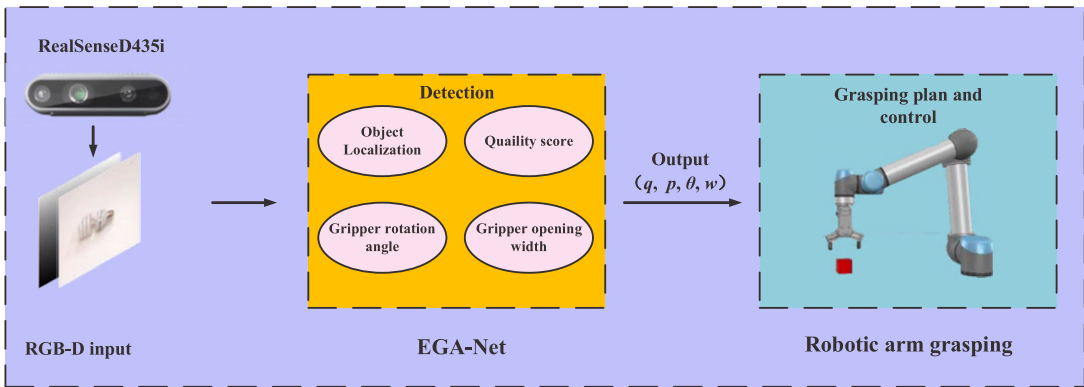 RealSenseD435i
RGB-D input
Detection
Object
Localization
Quaility score
Gripper rotation
angle
Gripper opening
width
EGA-Net
Output
(q, p, θ, w)
Grasping plan and
control
Robotic arm grasping